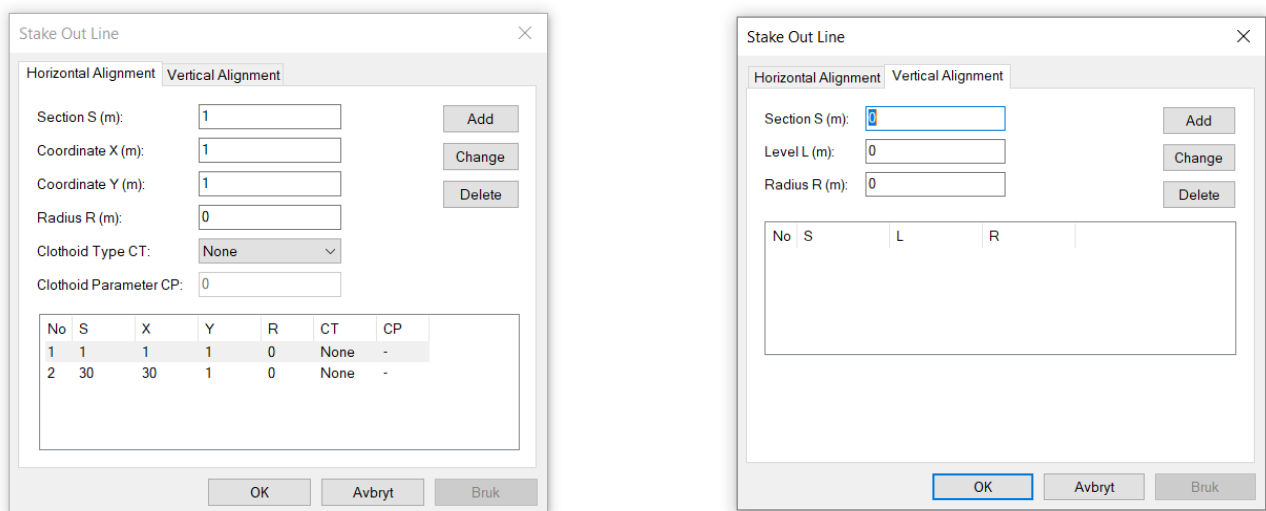 Stake Out Line
Horizontal Alignment Vertical Alignment
Section S (m): 1 Add
Coordinate X (m): 1 Change
Coordinate Y (m): 1 Delete
Radius R (m): 0
Clothoid Type CT: None
Clothoid Parameter CP: 0
No S X Y R CT CP
1 1 1 1 0 None -
2 30 30 1 0 None -
OK Avbryt Bruk
Stake Out Line
Horizontal Alignment Vertical Alignment
Section S (m): 0 Add
Level L (m): 0 Change
Radius R (m): 0 Delete
No S L R
OK Avbryt Bruk